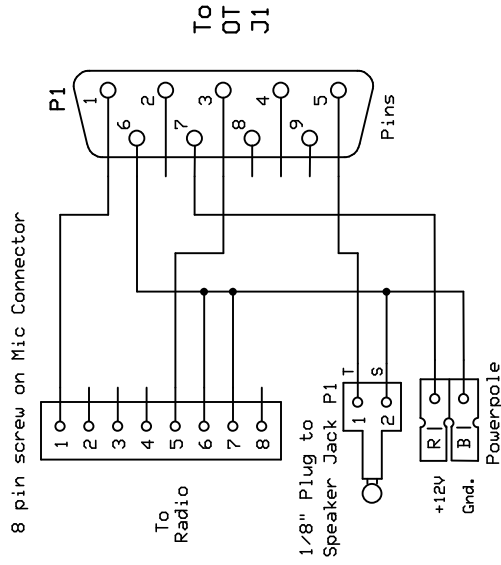 To
OT
J1
P1
1
2
3
4
5
6
7
8
9
Pins
8 pin screw on Mic Connector
1
2
3
4
5
6
7
8
To
Radio
1/8" Plug to
Speaker Jack P1
T
S
1
2
R
B
+12V
Gnd.
Powerpole